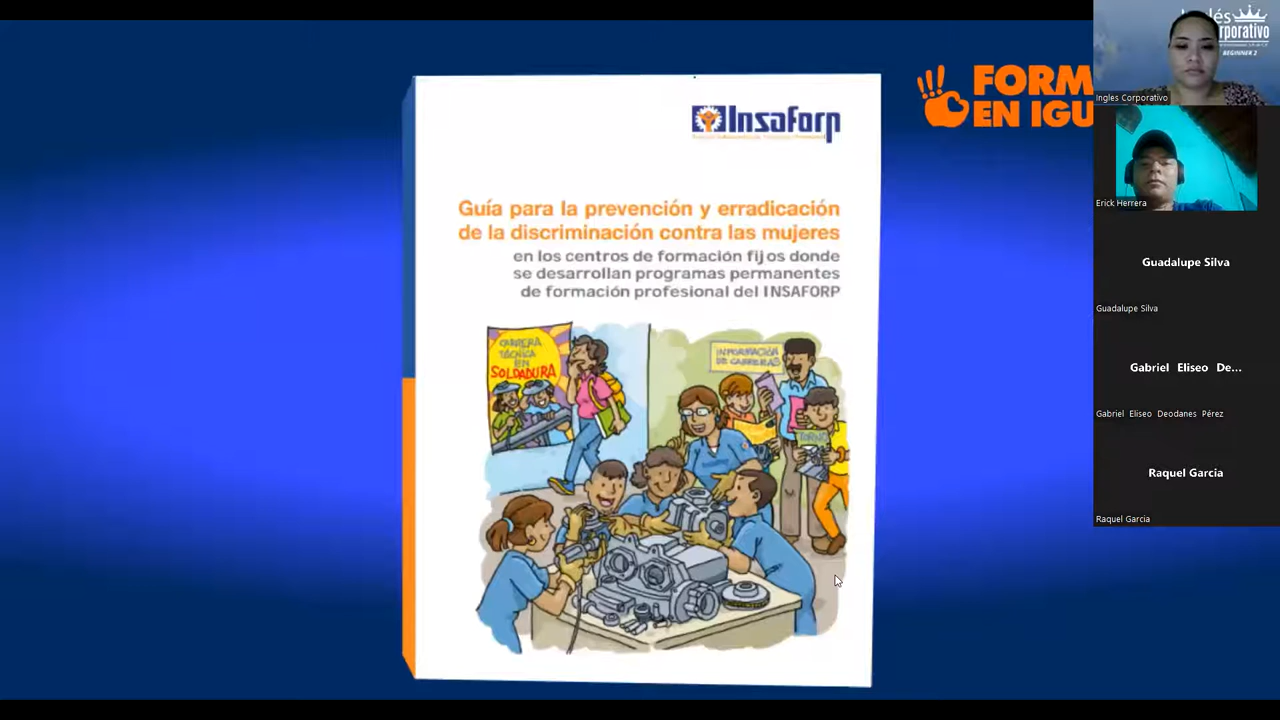 Insaforp
FORM
EN IGU
Guía para la prevención y erradicación
de la discriminación contra las mujeres
en los centros de formación fijos donde
se desarrollan programas permanentes
de formación profesional del INSAFORP
CARRERA
TÉCNICA
EN
SOLDADURA
INFORMACIÓN
DE CARRERAS
TORNO
BEGINNER 2
Ingles Corporativo
Erick Herrera
Guadalupe Silva
Guadalupe Silva
Gabriel Eliseo De...
Gabriel Eliseo Deodanes Pérez
Raquel Garcia
Raquel Garcia